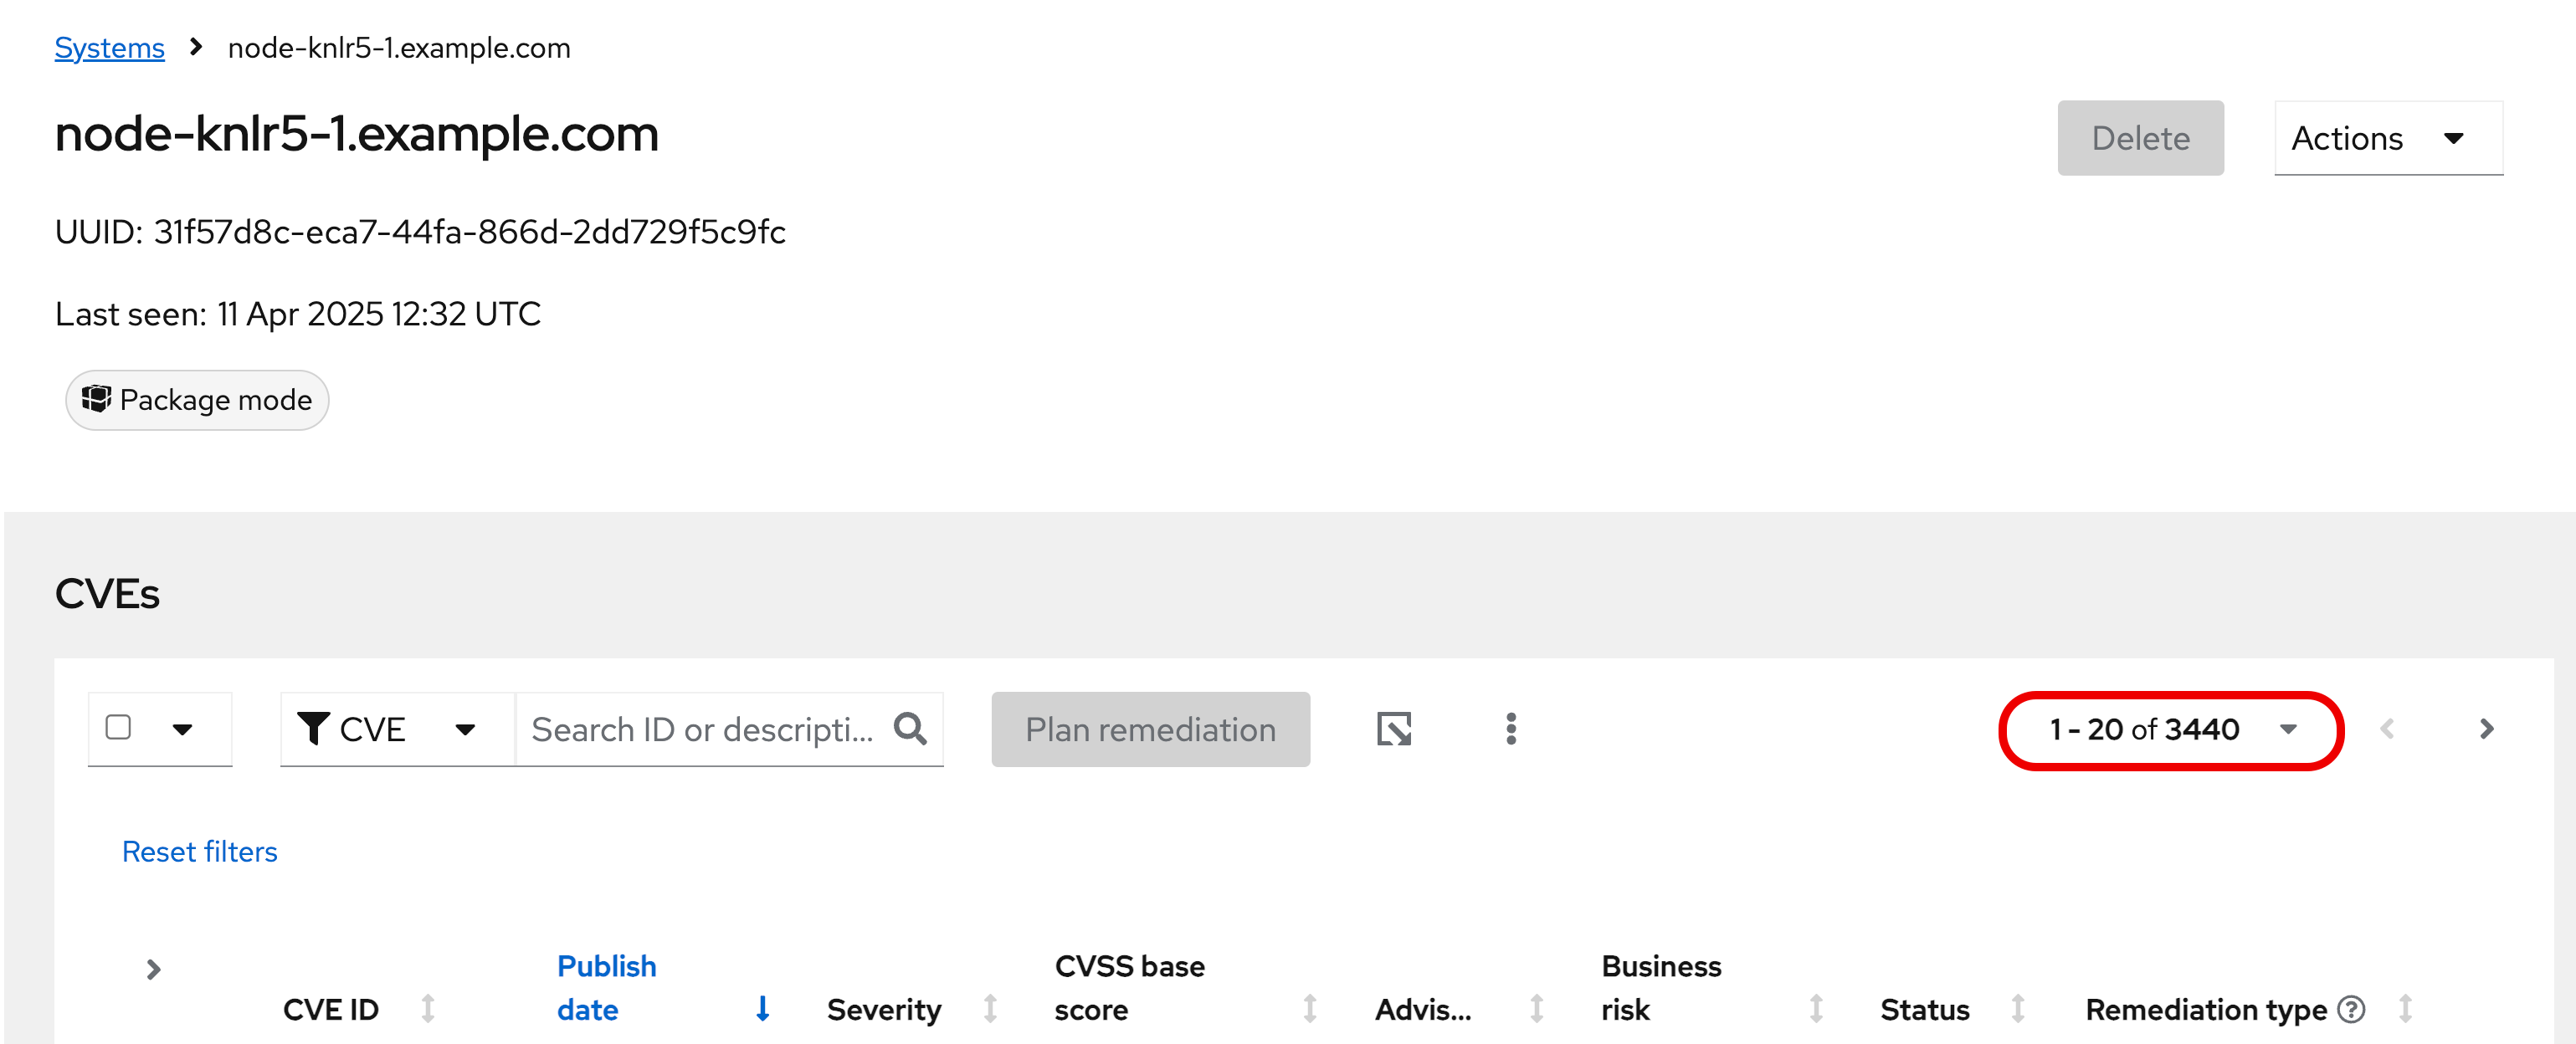 Systems > node-knlr5-1.example.com
node-knlr5-1.example.com
Delete
Actions
UUID: 31f57d8c-eca7-44fa-866d-2dd729f5c9fc
Last seen: 11 Apr 2025 12:32 UTC
Package mode
CVEs
CVE
Search ID or descripti...
Plan remediation
1 - 20 of 3440
Reset filters
CVE ID
Publish
date
Severity
CVSS base
score
Advis...
Business
risk
Status
Remediation type